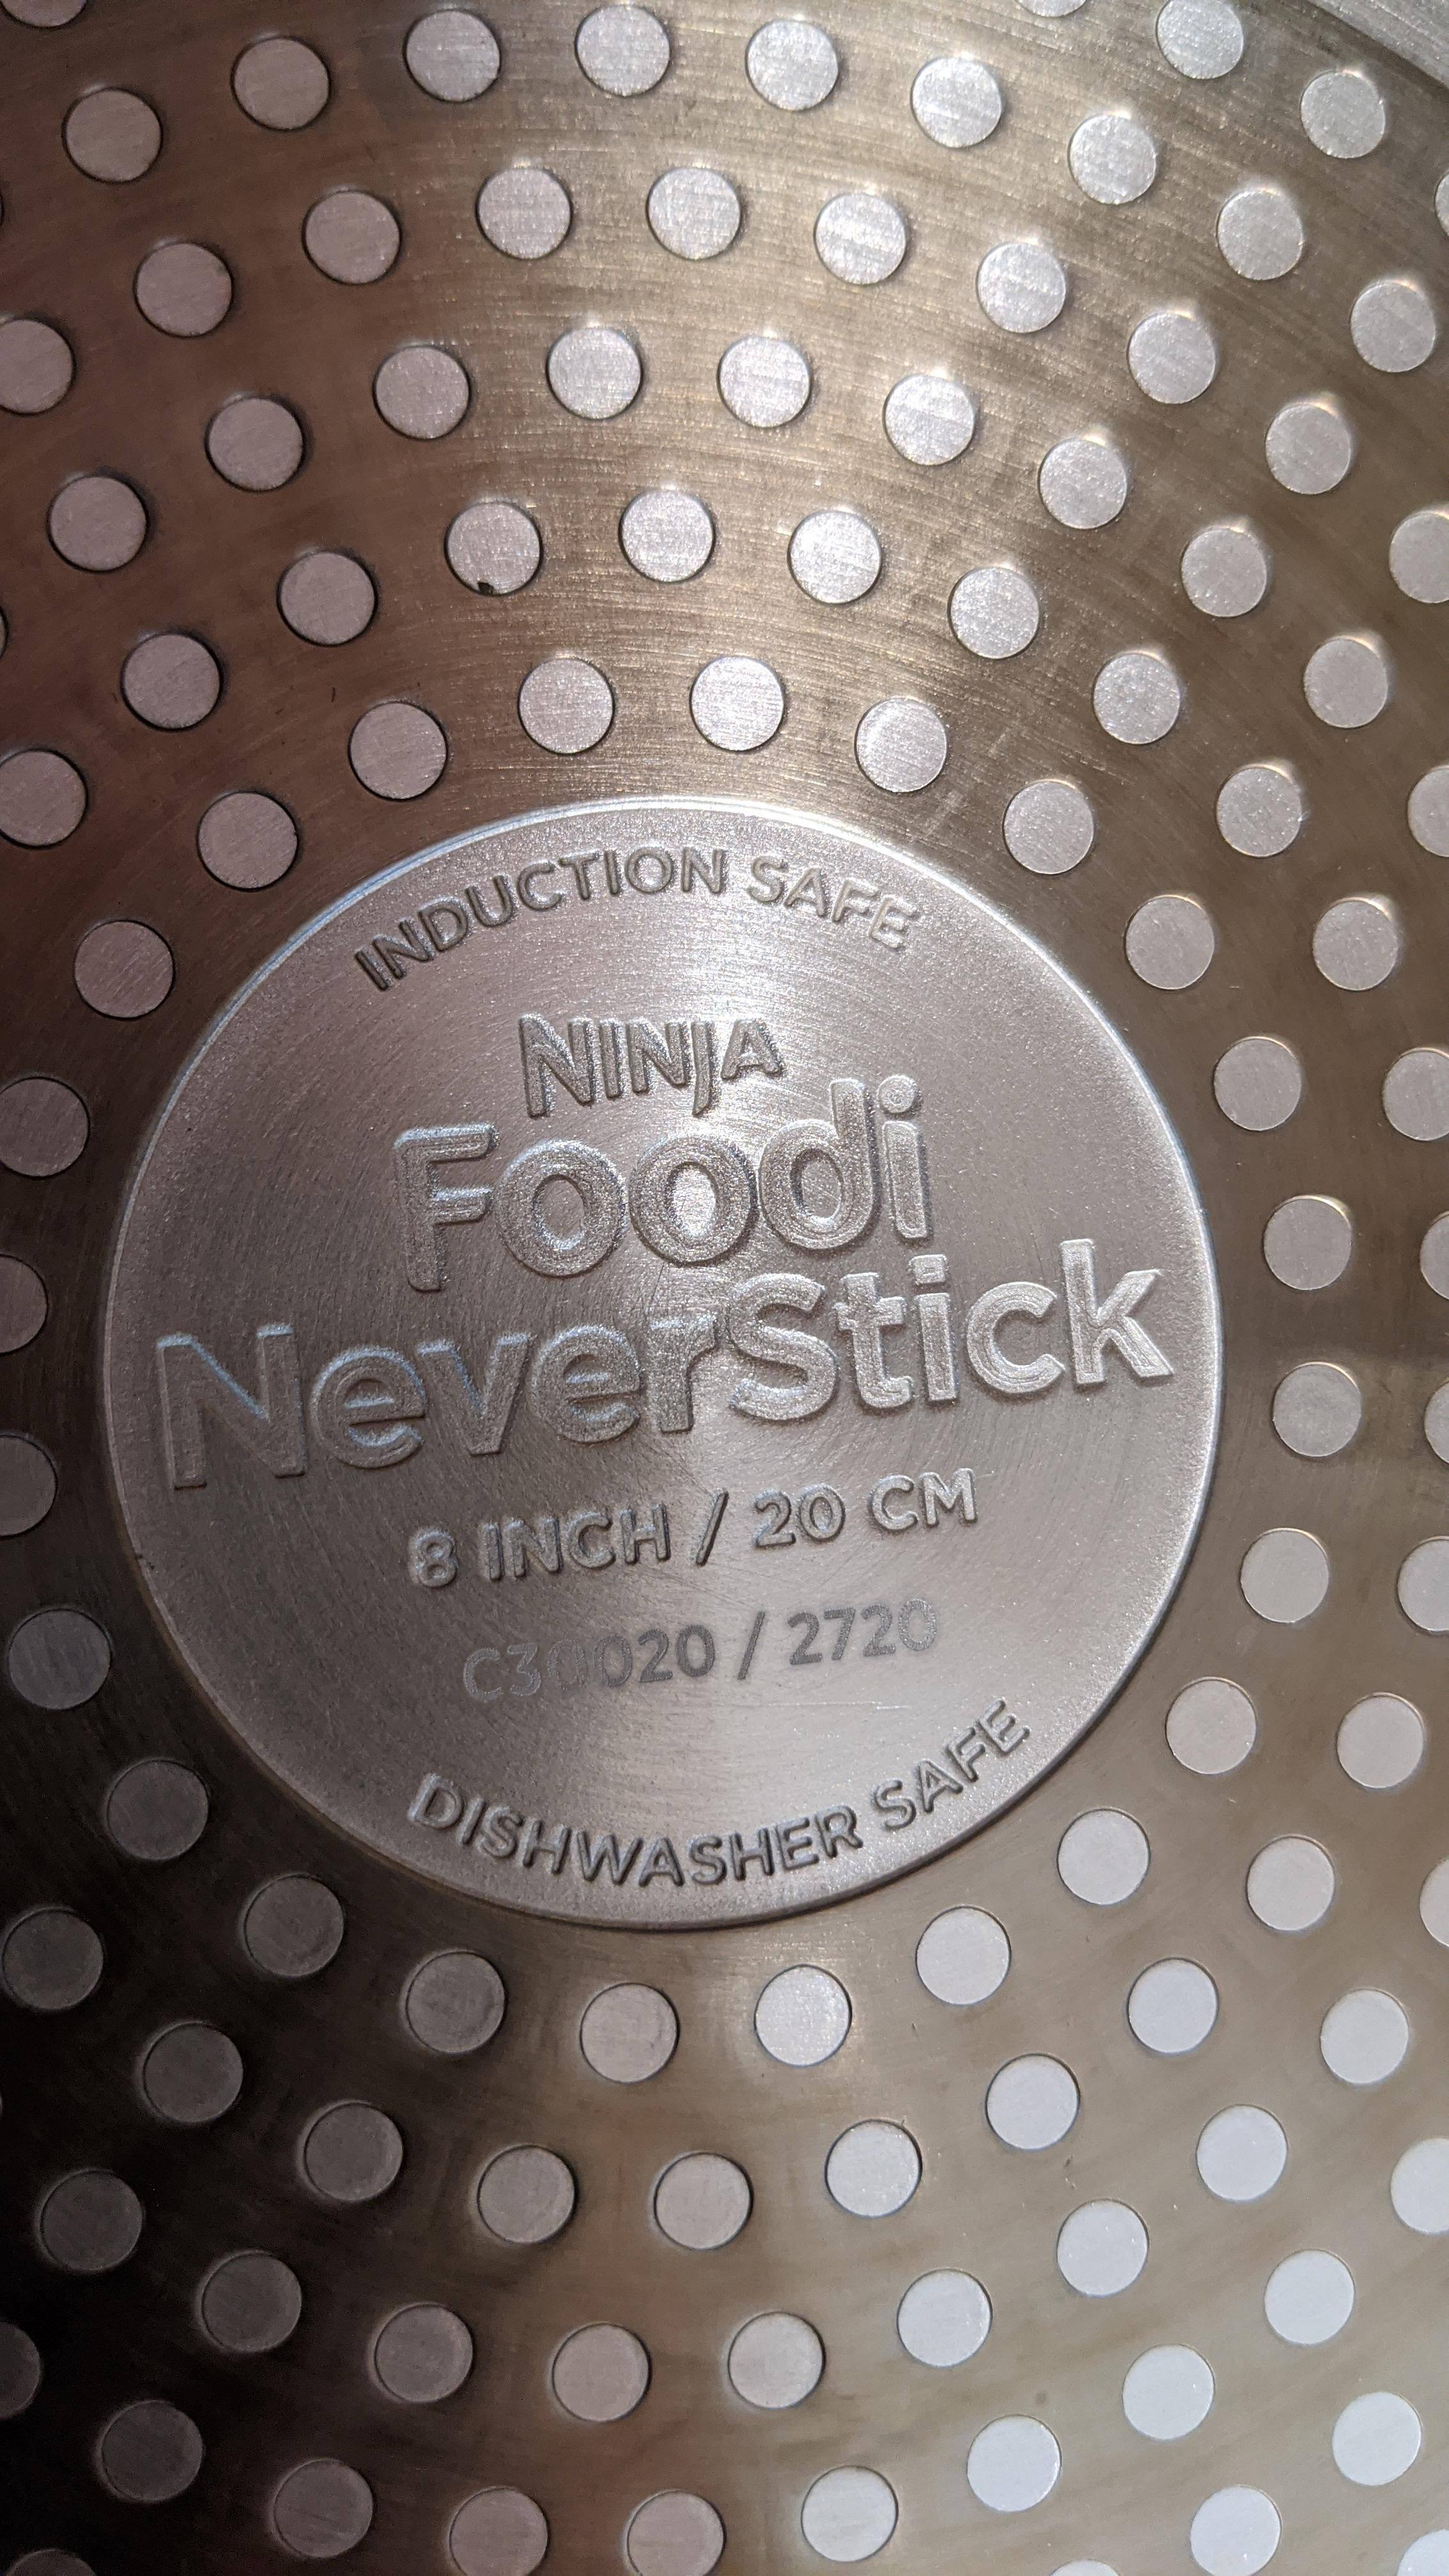 INDUCTION SAFE
NINJA
Foodi
NeverStick
8 INCH / 20 CM
C30020 / 2720
DISHWASHER SAFE